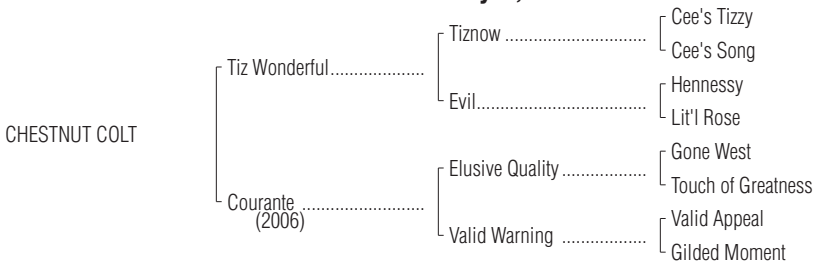 Cee's Tizzy
Tiznow
Cee's Song
Tiz Wonderful
Hennessy
Evil
Lit'l Rose
CHESTNUT COLT
Gone West
Elusive Quality
Touch of Greatness
Courante
(2006)
Valid Appeal
Valid Warning
Gilded Moment